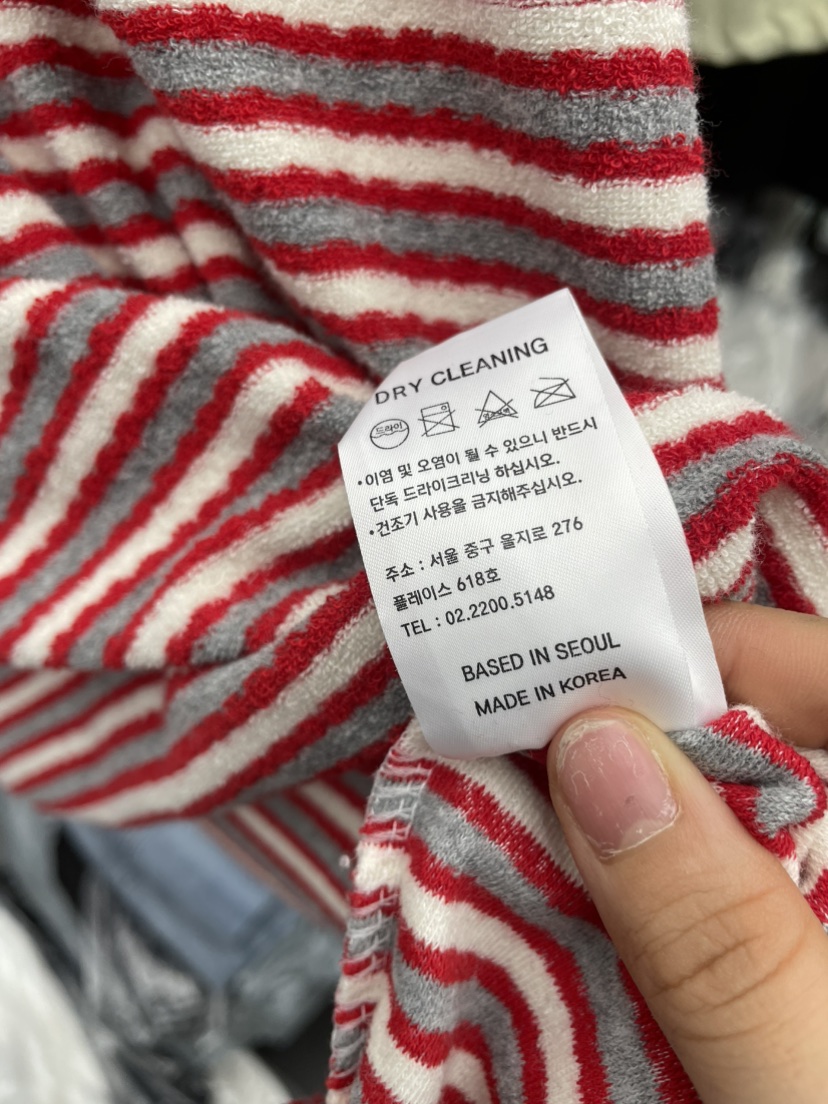 DRY CLEANING
드라이
•이염 및 오염이 될 수 있으니 반드시
단독 드라이크리닝 하십시오.
•건조기 사용을 금지해주십시오.
주소 : 서울 중구 을지로 276
플레이스 618호
TEL : 02.2200.5148
BASED IN SEOUL
MADE IN KOREA